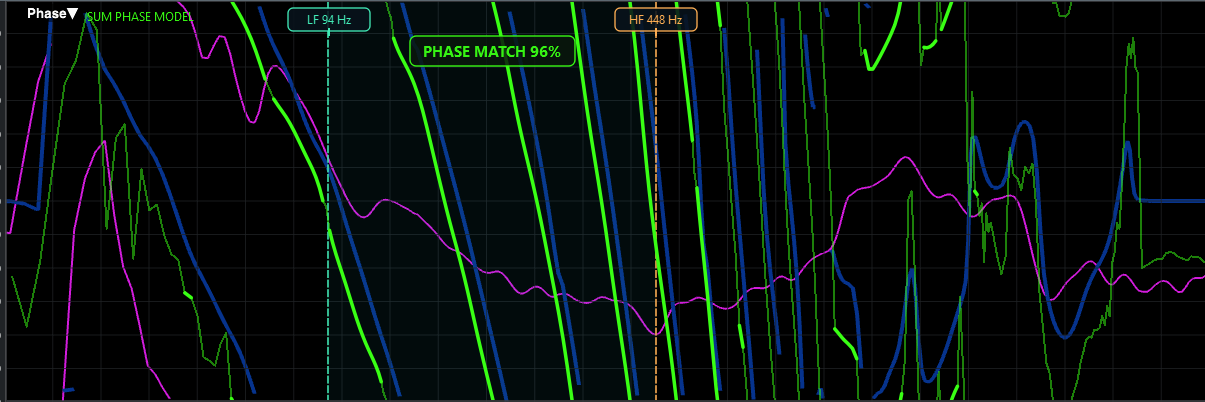 Phase▼
SUM PHASE MODEL
LF 94 Hz
HF 448 Hz
PHASE MATCH 96%